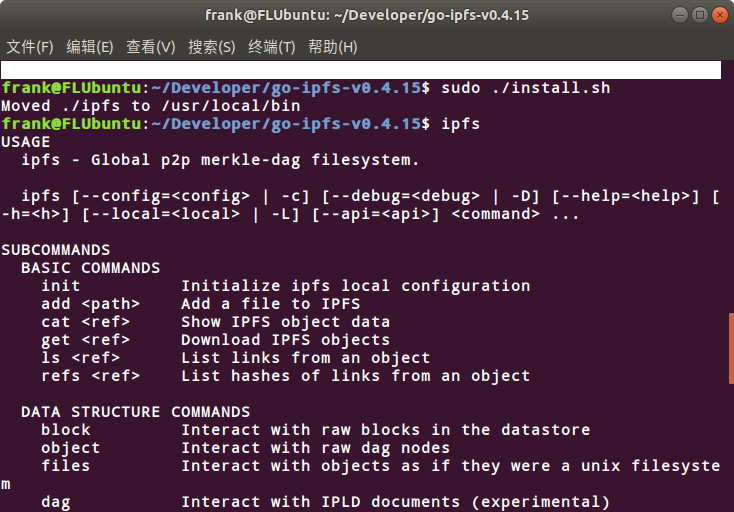 frank@FLUbuntu: ~/Developer/go-ipfs-v0.4.15
文件(F) 编辑(E) 查看(V) 搜索(S) 终端(T) 帮助(H)
frank@FLUbuntu:~/Developer/go-ipfs-v0.4.15$ sudo ./install.sh
Moved ./ipfs to /usr/local/bin
frank@FLUbuntu:~/Developer/go-ipfs-v0.4.15$ ipfs
USAGE
  ipfs - Global p2p merkle-dag filesystem.
  ipfs [--config=<config> | -c] [--debug=<debug> | -D] [--help=<help>] [
-h=<h>] [--local=<local> | -L] [--api=<api>] <command> ...
SUBCOMMANDS
  BASIC COMMANDS
    init          Initialize ipfs local configuration
    add <path>    Add a file to IPFS
    cat <ref>     Show IPFS object data
    get <ref>     Download IPFS objects
    ls <ref>      List links from an object
    refs <ref>    List hashes of links from an object
  DATA STRUCTURE COMMANDS
    block         Interact with raw blocks in the datastore
    object        Interact with raw dag nodes
    files         Interact with objects as if they were a unix filesyste
m
    dag           Interact with IPLD documents (experimental)